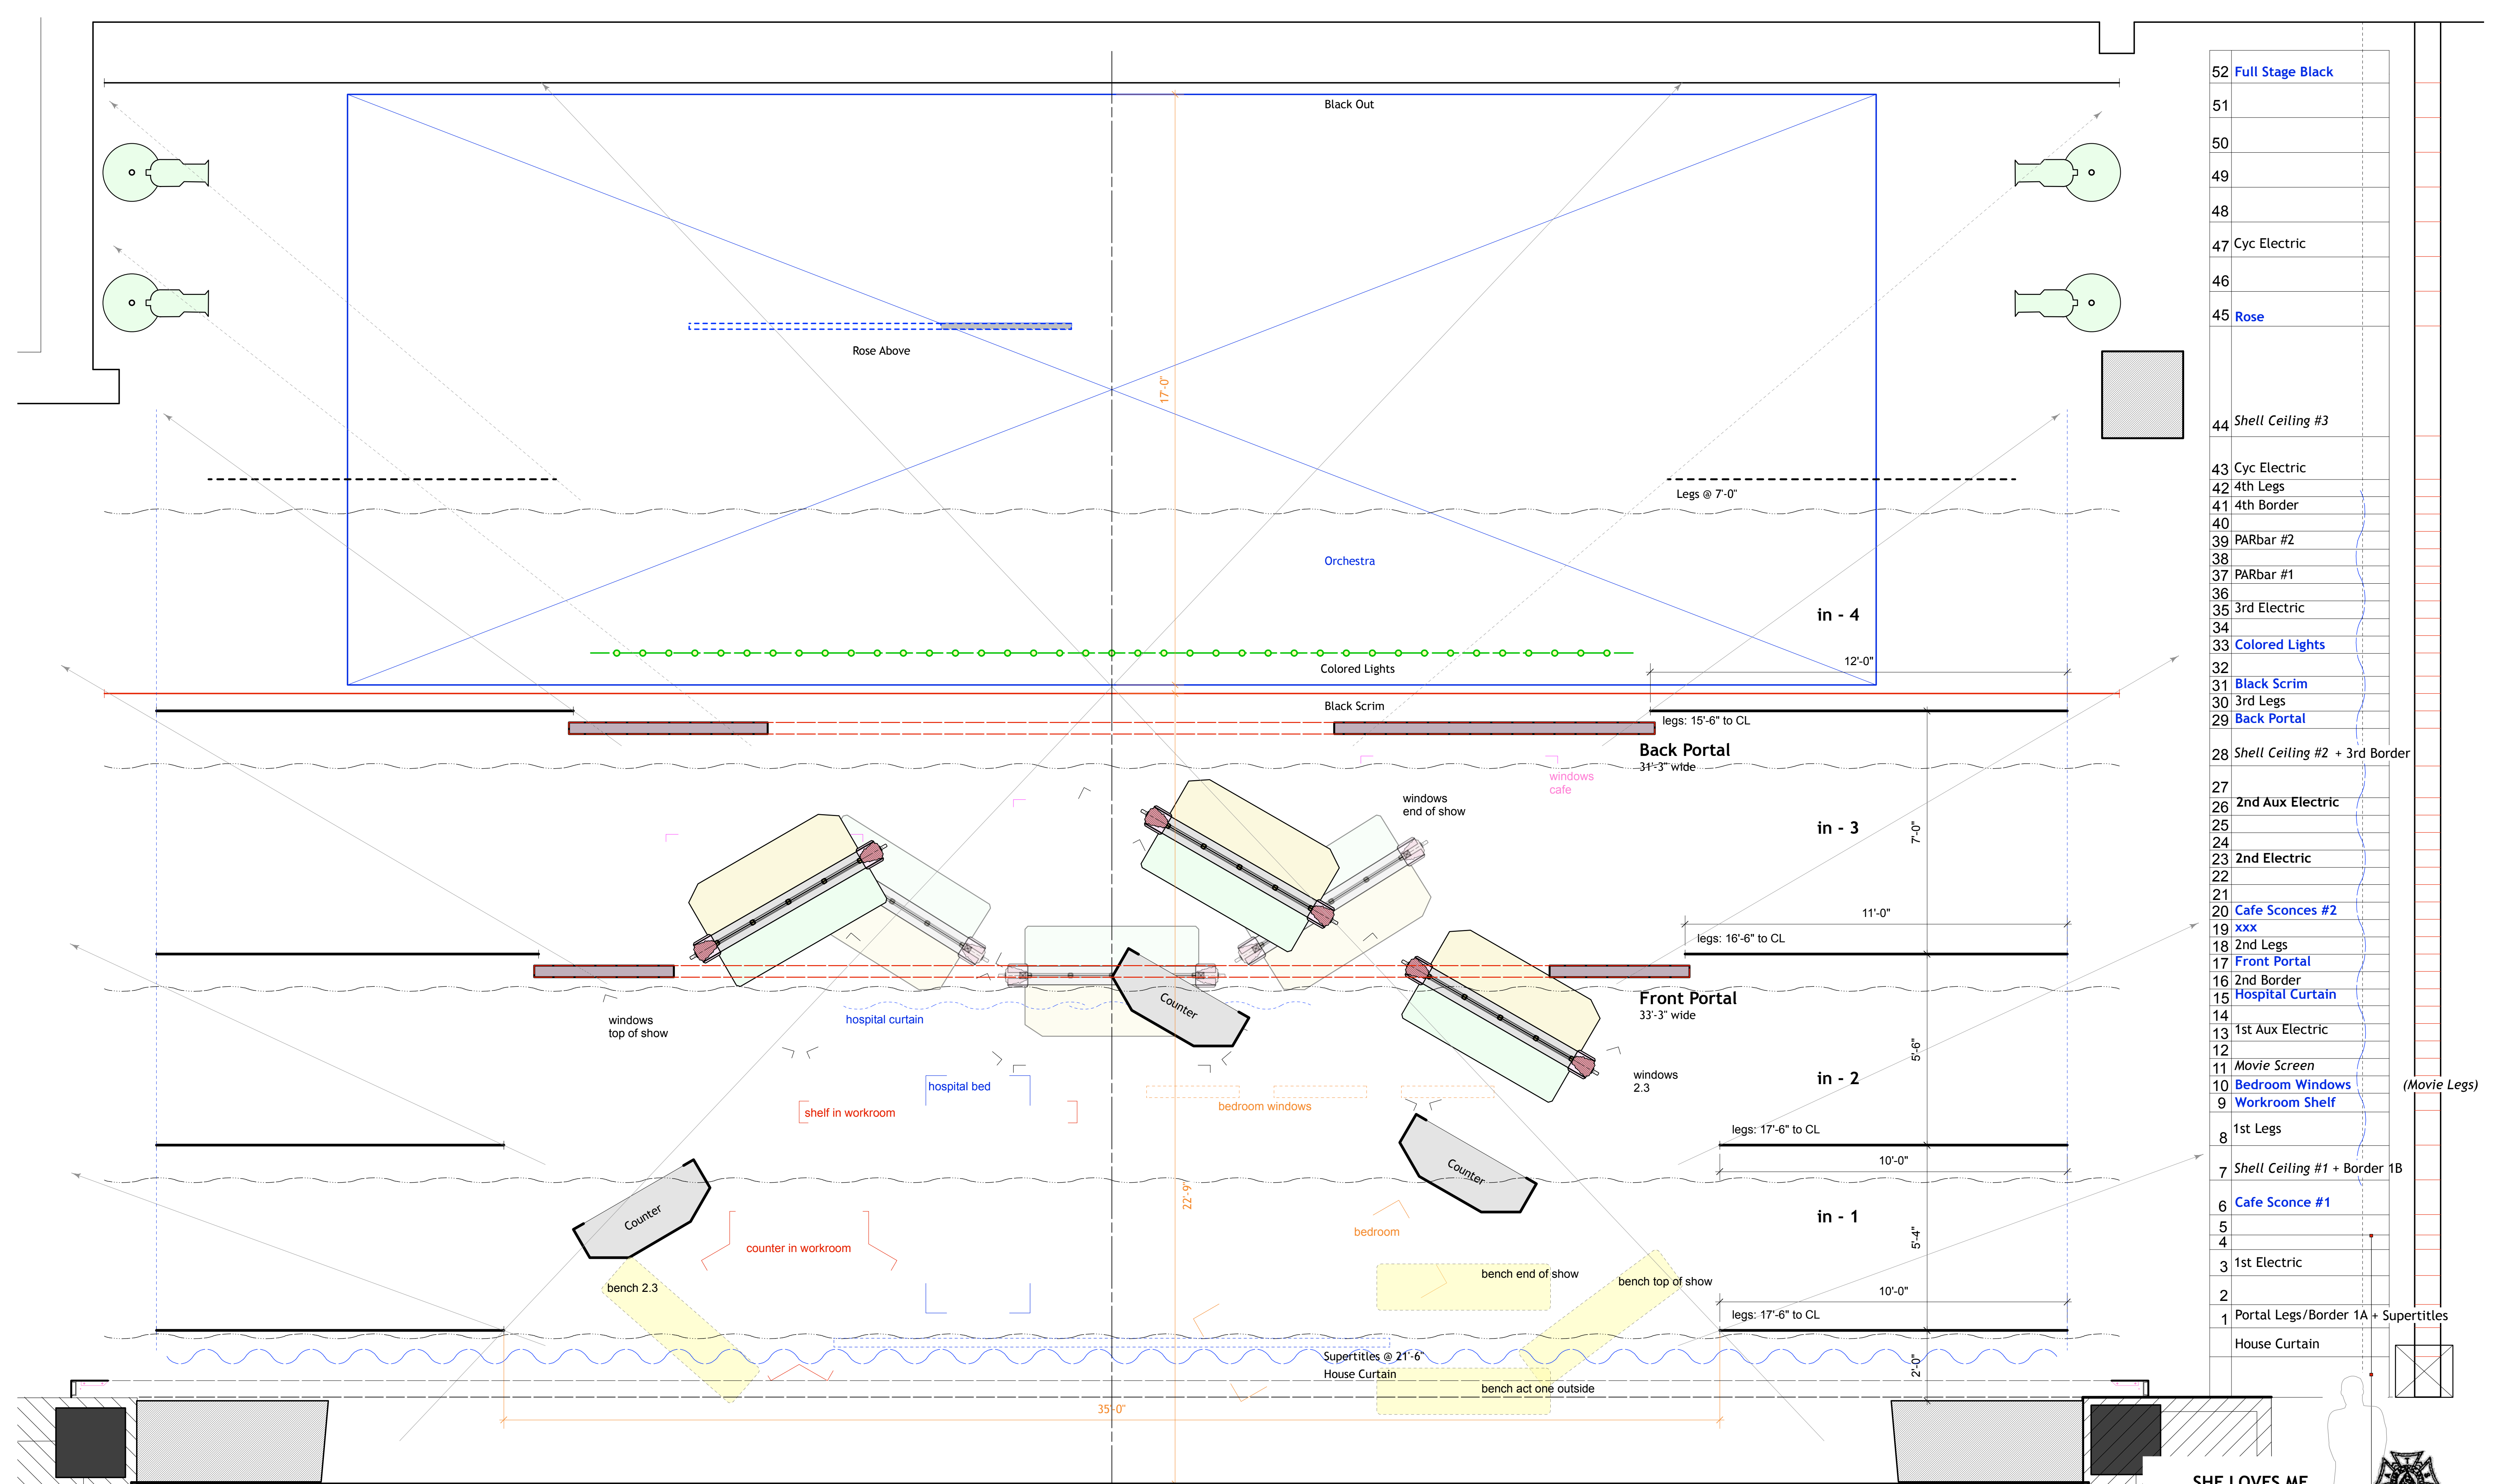 Black Out
Rose Above
17'-0"
Legs @ 7'-0"
Orchestra
in - 4
Colored Lights
12'-0"
Black Scrim
legs: 15'-6" to CL
Back Portal
31'-3" wide
windows
cafe
windows
end of show
in - 3
7'-0"
11'-0"
legs: 16'-6" to CL
Front Portal
33'-3" wide
Counter
hospital curtain
windows
top of show
5'-6"
windows
2.3
in - 2
hospital bed
shelf in workroom
bedroom windows
legs: 17'-6" to CL
10'-0"
Counter
22'-9"
Counter
in - 1
bedroom
counter in workroom
5'-4"
bench 2.3
bench end of show
bench top of show
10'-0"
legs: 17'-6" to CL
Supertitles @ 21'-6"
House Curtain
2'-0"
bench act one outside
35'-0"
52 Full Stage Black
51
50
49
48
47 Cyc Electric
46
45 Rose
44 Shell Ceiling #3
43 Cyc Electric
42 4th Legs
41 4th Border
40
39 PARbar #2
38
37 PARbar #1
36
35 3rd Electric
34
33 Colored Lights
32
31 Black Scrim
30 3rd Legs
29 Back Portal
28 Shell Ceiling #2 + 3rd Border
27
26 2nd Aux Electric
25
24
23 2nd Electric
22
21
20 Cafe Sconces #2
19 xxx
18 2nd Legs
17 Front Portal
16 2nd Border
15 Hospital Curtain
14
13 1st Aux Electric
12
11 Movie Screen
10 Bedroom Windows (Movie Legs)
9 Workroom Shelf
8 1st Legs
7 Shell Ceiling #1 + Border 1B
6 Cafe Sconce #1
5
4
3 1st Electric
2
1 Portal Legs/Border 1A + Supertitles
House Curtain
SHE LOVES ME